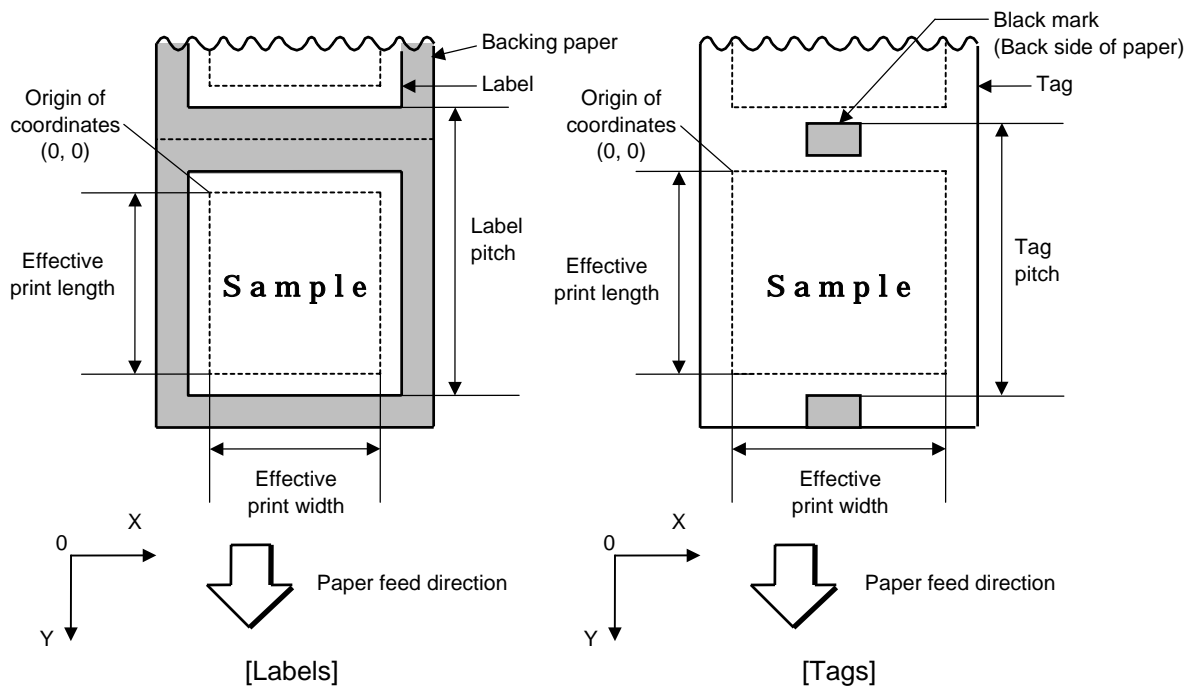 Backing paper
Label
Origin of
coordinates
(0, 0)
Label
pitch
Effective
print length
Sample
Effective
print width
0
X
Y
Paper feed direction
[Labels]
Black mark
(Back side of paper)
Tag
Origin of
coordinates
(0, 0)
Tag
pitch
Effective
print length
Sample
Effective
print width
0
X
Y
Paper feed direction
[Tags]